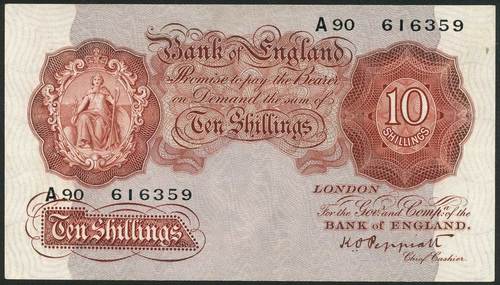 A90 616359
Bank of England
Promise to pay the Bearer
on Demand the sum of
Ten Shillings
10
SHILLINGS
A90 616359
LONDON
For the Govr. and Compa. of the
BANK of ENGLAND.
Ten Shillings
K O Peppiatt
Chief Cashier.